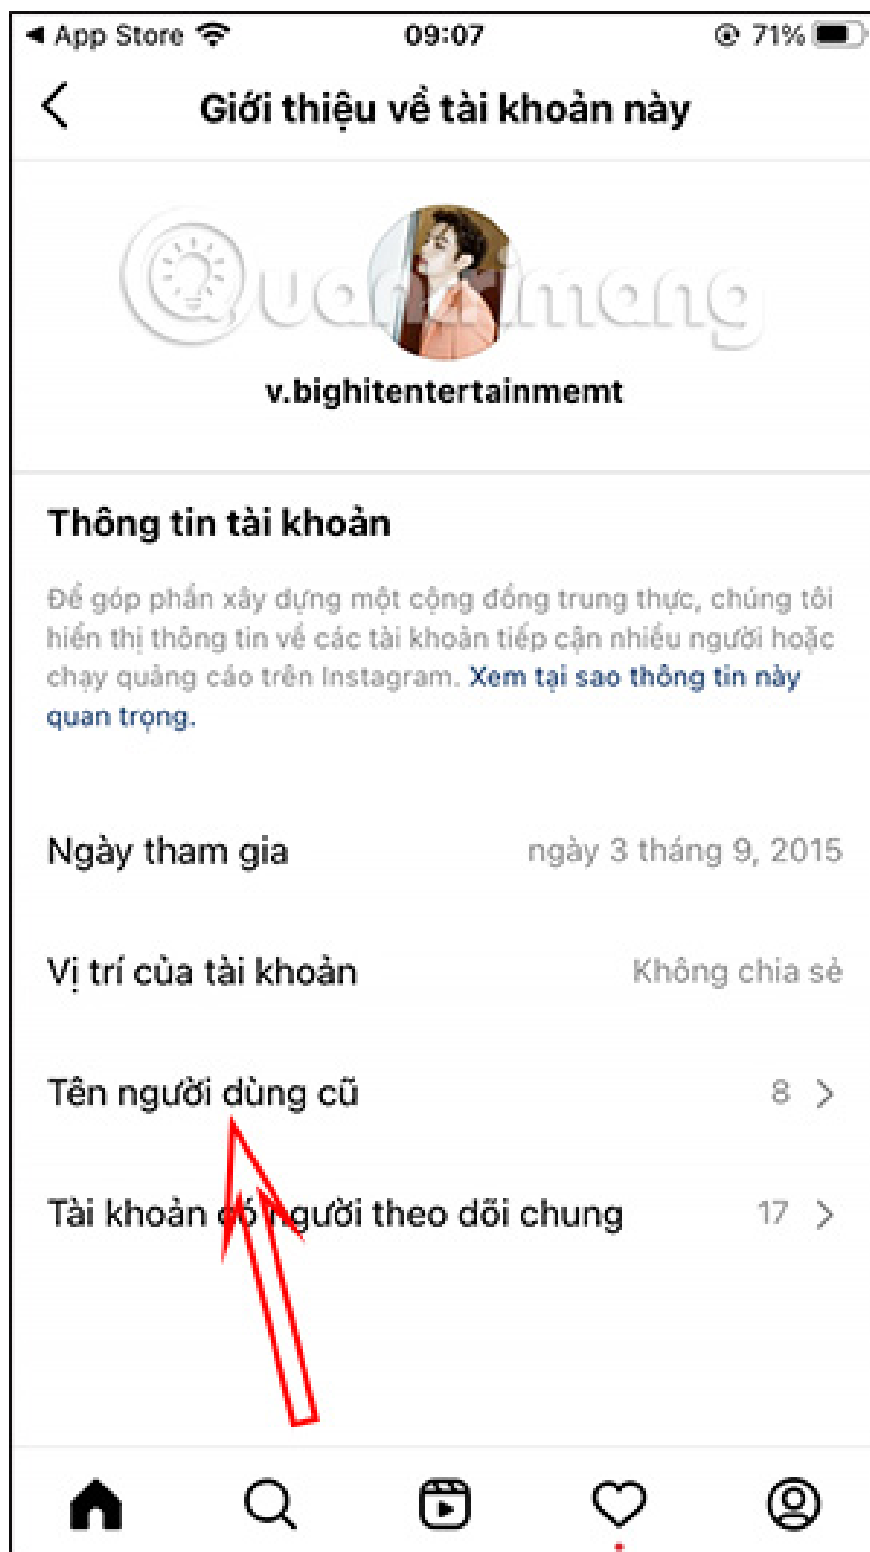 App Store 09:07 71%
Giới thiệu về tài khoản này
Quantrimang
v.bighitentertainmemt
Thông tin tài khoản
Để góp phần xây dựng một cộng đồng trung thực, chúng tôi
hiển thị thông tin về các tài khoản tiếp cận nhiều người hoặc
chạy quảng cáo trên Instagram. Xem tại sao thông tin này
quan trọng.
Ngày tham gia ngày 3 tháng 9, 2015
Vị trí của tài khoản Không chia sẻ
Tên người dùng cũ 8
Tài khoản có người theo dõi chung 17